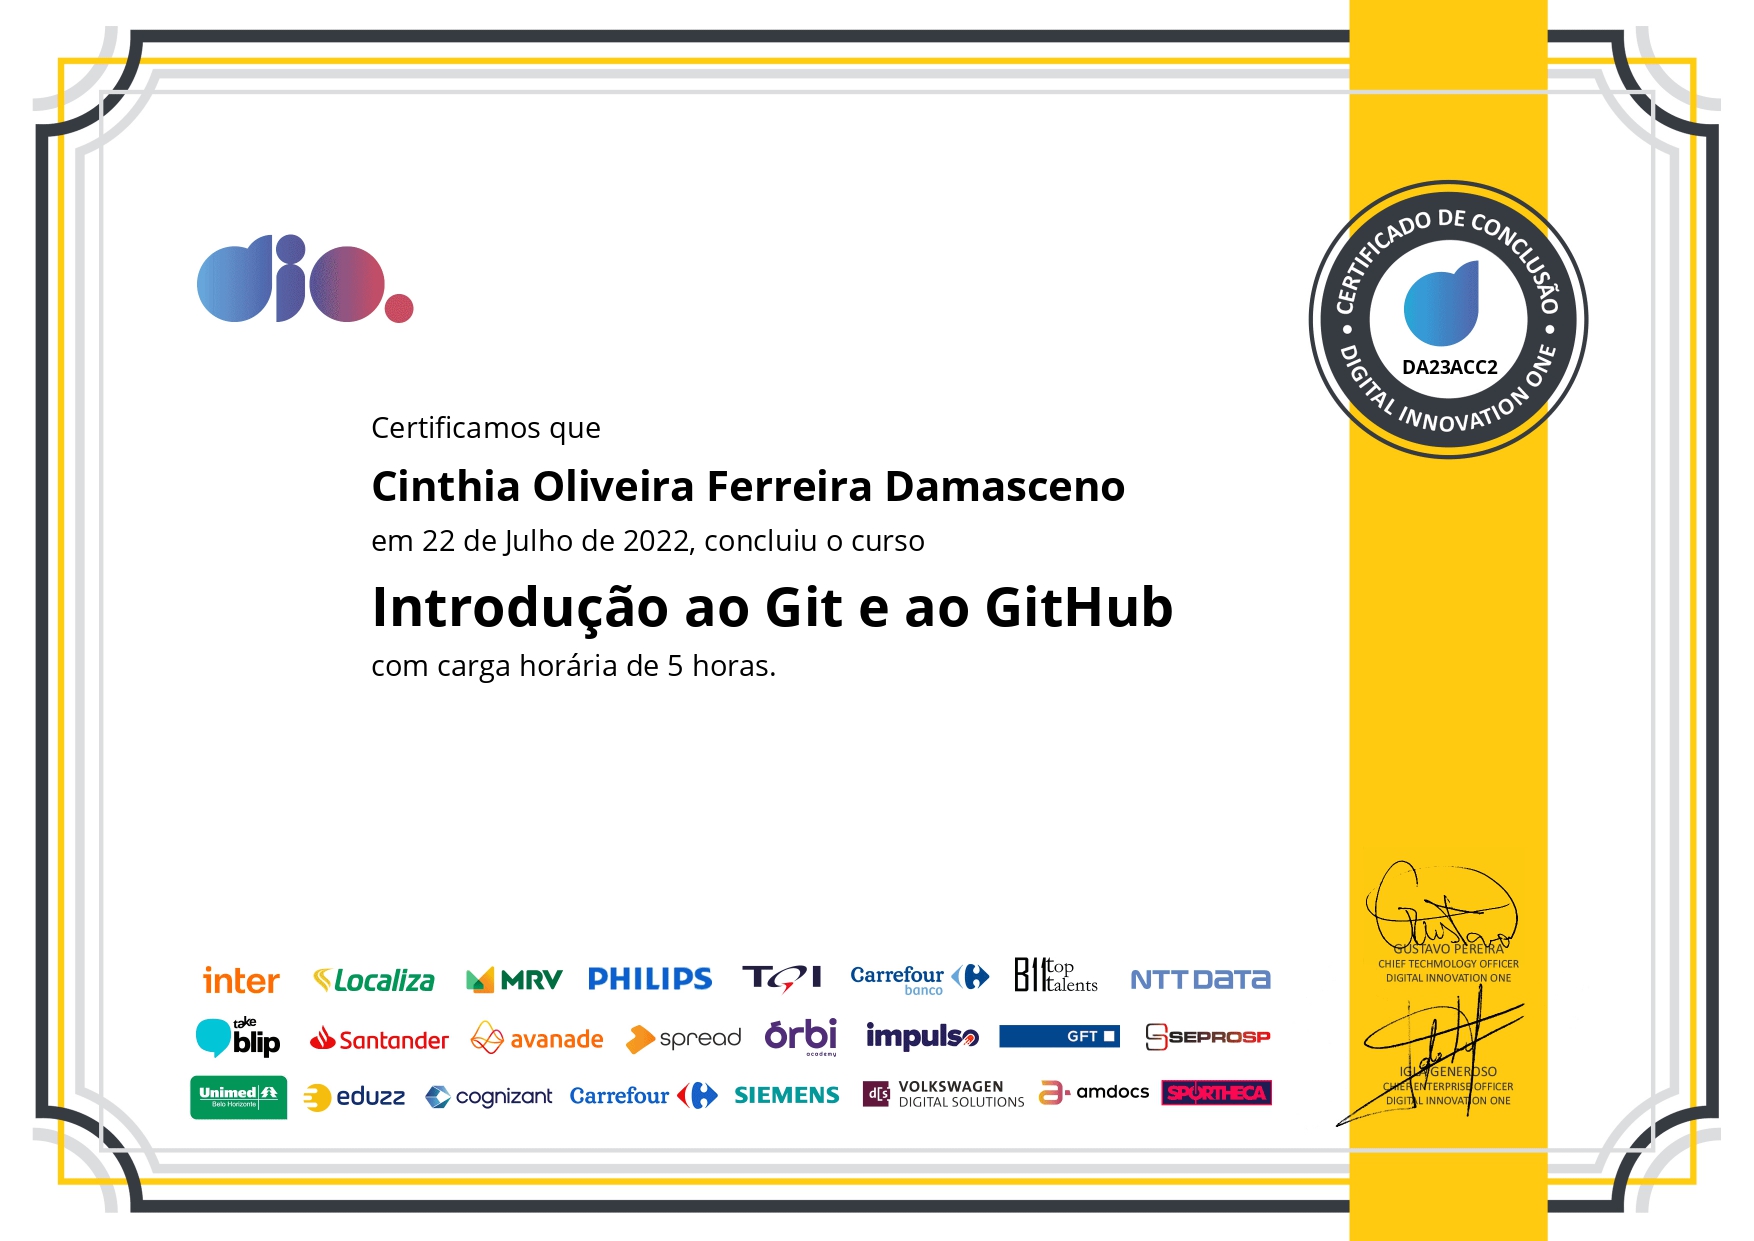 dio.
CERTIFICADO DE CONCLUSÃO
DIGITAL INNOVATION ONE
DA23ACC2
Certificamos que
Cinthia Oliveira Ferreira Damasceno
em 22 de Julho de 2022, concluiu o curso
Introdução ao Git e ao GitHub
com carga horária de 5 horas.
GUSTAVO PEREIRA
CHIEF TECHNOLOGY OFFICER
DIGITAL INNOVATION ONE
inter Localiza MRV PHILIPS TQI Carrefour banco B11 top talents NTT DATA
take blip Santander avanade spread órbi academy impulso GFT SEPROSP
IGLÁ GENEROSO
CHIEF ENTERPRISE OFFICER
DIGITAL INNOVATION ONE
Unimed Belo Horizonte eduzz cognizant Carrefour SIEMENS d[s] VOLKSWAGEN DIGITAL SOLUTIONS a amdocs SPORTHECA